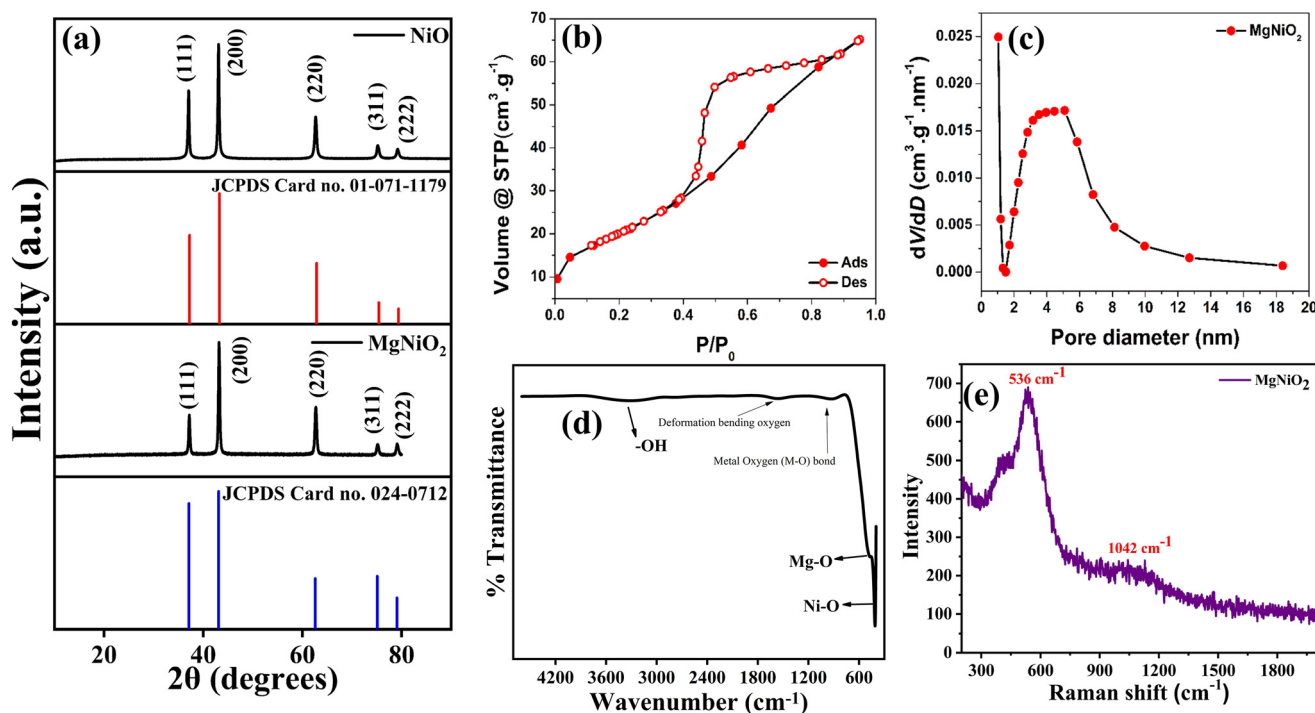 (a)
NiO
(111)
(200)
(220)
(311)
(222)
JCPDS Card no. 01-071-1179
MgNiO₂
(111)
(200)
(220)
(311)
(222)
JCPDS Card no. 024-0712
Intensity (a.u.)
20 40 60 80
2θ (degrees)
(b)
Volume @ STP(cm³.g⁻¹)
70
60
50
40
30
20
10
Ads
Des
0.0 0.2 0.4 0.6 0.8 1.0
P/P₀
(c)
MgNiO₂
dV/dD (cm³.g⁻¹.nm⁻¹)
0.025
0.020
0.015
0.010
0.005
0.000
0 2 4 6 8 10 12 14 16 18 20
Pore diameter (nm)
(d)
% Transmittance
-OH
Deformation bending oxygen
Metal Oxygen (M-O) bond
Mg-O
Ni-O
4200 3600 3000 2400 1800 1200 600
Wavenumber (cm⁻¹)
(e)
536 cm⁻¹
MgNiO₂
1042 cm⁻¹
Intensity
700
600
500
400
300
200
100
0
300 600 900 1200 1500 1800
Raman shift (cm⁻¹)